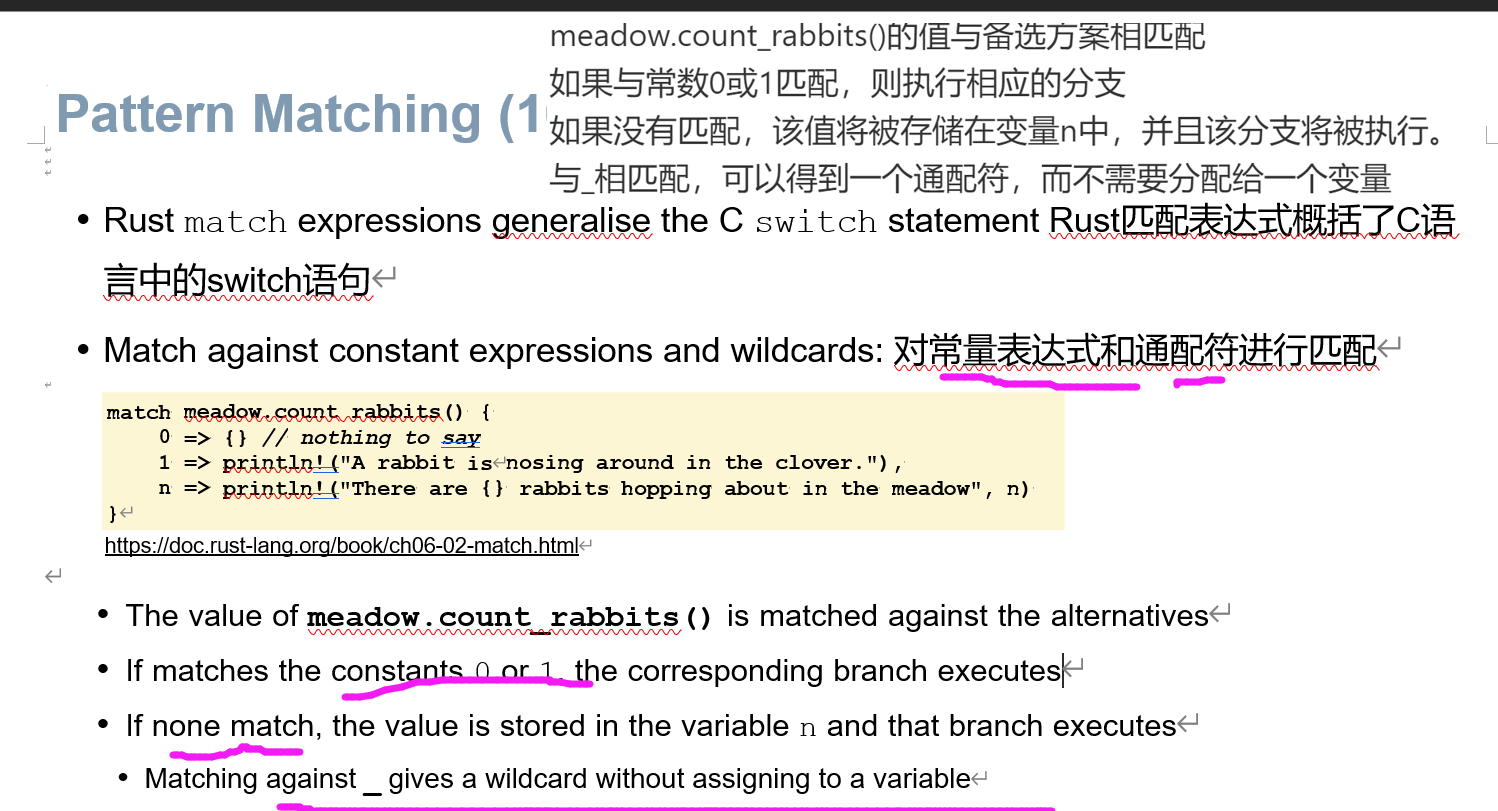 meadow.count_rabbits()的值与备选方案相匹配
如果与常数0或1匹配，则执行相应的分支
Pattern Matching (1
如果没有匹配，该值将被存储在变量n中，并且该分支将被执行。
与_相匹配，可以得到一个通配符，而不需要分配给一个变量
• Rust match expressions generalise the C switch statement Rust匹配表达式概括了C语
言中的switch语句
• Match against constant expressions and wildcards: 对常量表达式和通配符进行匹配
match meadow.count_rabbits() {
0 => {} // nothing to say
1 => println!("A rabbit is nosing around in the clover."),
n => println!("There are {} rabbits hopping about in the meadow", n)
}
https://doc.rust-lang.org/book/ch06-02-match.html
• The value of meadow.count_rabbits() is matched against the alternatives
• If matches the constants 0 or 1, the corresponding branch executes
• If none match, the value is stored in the variable n and that branch executes
• Matching against _ gives a wildcard without assigning to a variable